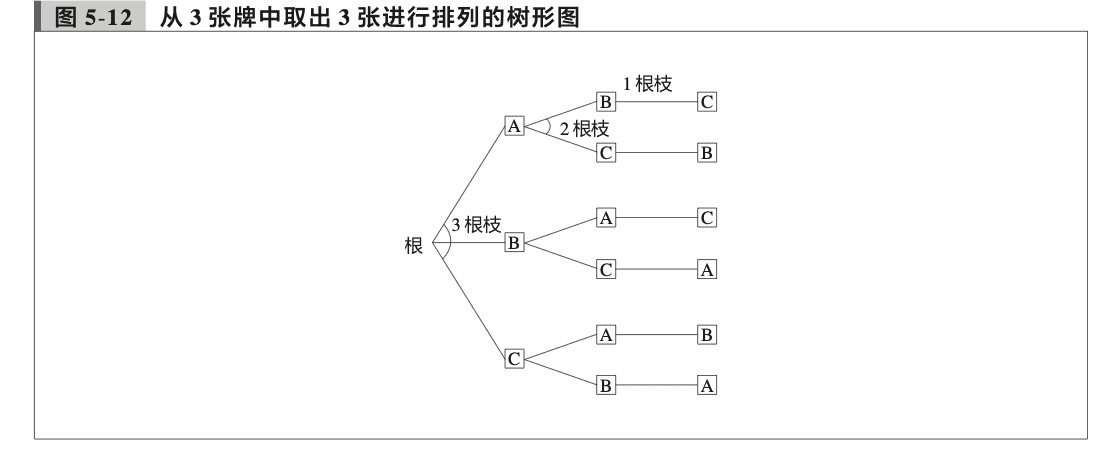 图 5-12 从 3 张牌中取出 3 张进行排列的树形图
1 根枝
B C
A
2 根枝
C B
A C
3 根枝
根
B
C A
A B
C
B A